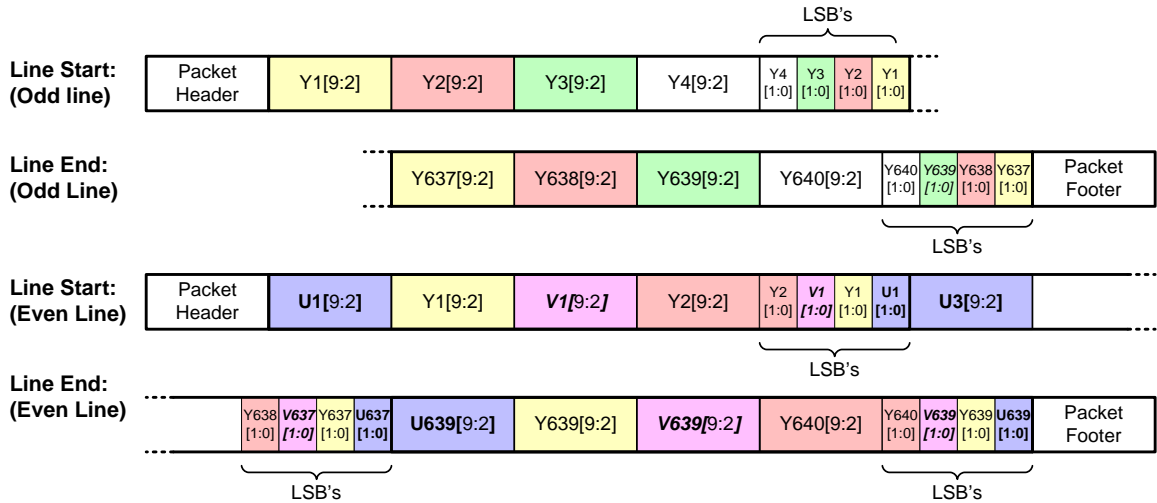 LSB's
Line Start:
(Odd line)
Packet
Header
Y1[9:2]
Y2[9:2]
Y3[9:2]
Y4[9:2]
Y4
[1:0]
Y3
[1:0]
Y2
[1:0]
Y1
[1:0]
Line End:
(Odd Line)
Y637[9:2]
Y638[9:2]
Y639[9:2]
Y640[9:2]
Y640
[1:0]
Y639
[1:0]
Y638
[1:0]
Y637
[1:0]
Packet
Footer
LSB's
Line Start:
(Even Line)
Packet
Header
U1[9:2]
Y1[9:2]
V1[9:2]
Y2[9:2]
Y2
[1:0]
V1
[1:0]
Y1
[1:0]
U1
[1:0]
U3[9:2]
LSB's
Line End:
(Even Line)
Y638
[1:0]
V637
[1:0]
Y637
[1:0]
U637
[1:0]
U639[9:2]
Y639[9:2]
V639[9:2]
Y640[9:2]
Y640
[1:0]
V639
[1:0]
Y639
[1:0]
U639
[1:0]
Packet
Footer
LSB's
LSB's